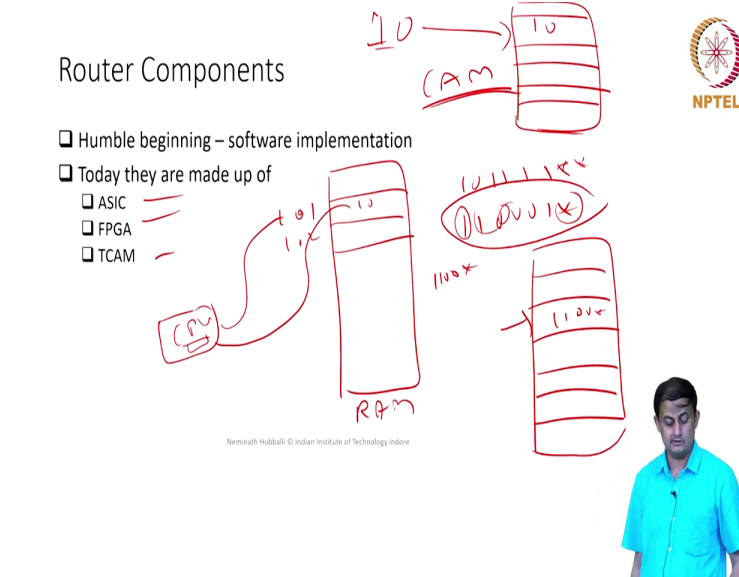 10
10
CAM
NPTEL
Router Components
❑ Humble beginning – software implementation
❑ Today they are made up of
❑ ASIC
❑ FPGA
❑ TCAM
101
10
1100*
CPU
RAM
Neminath Hubballi © Indian Institute of Technology Indore